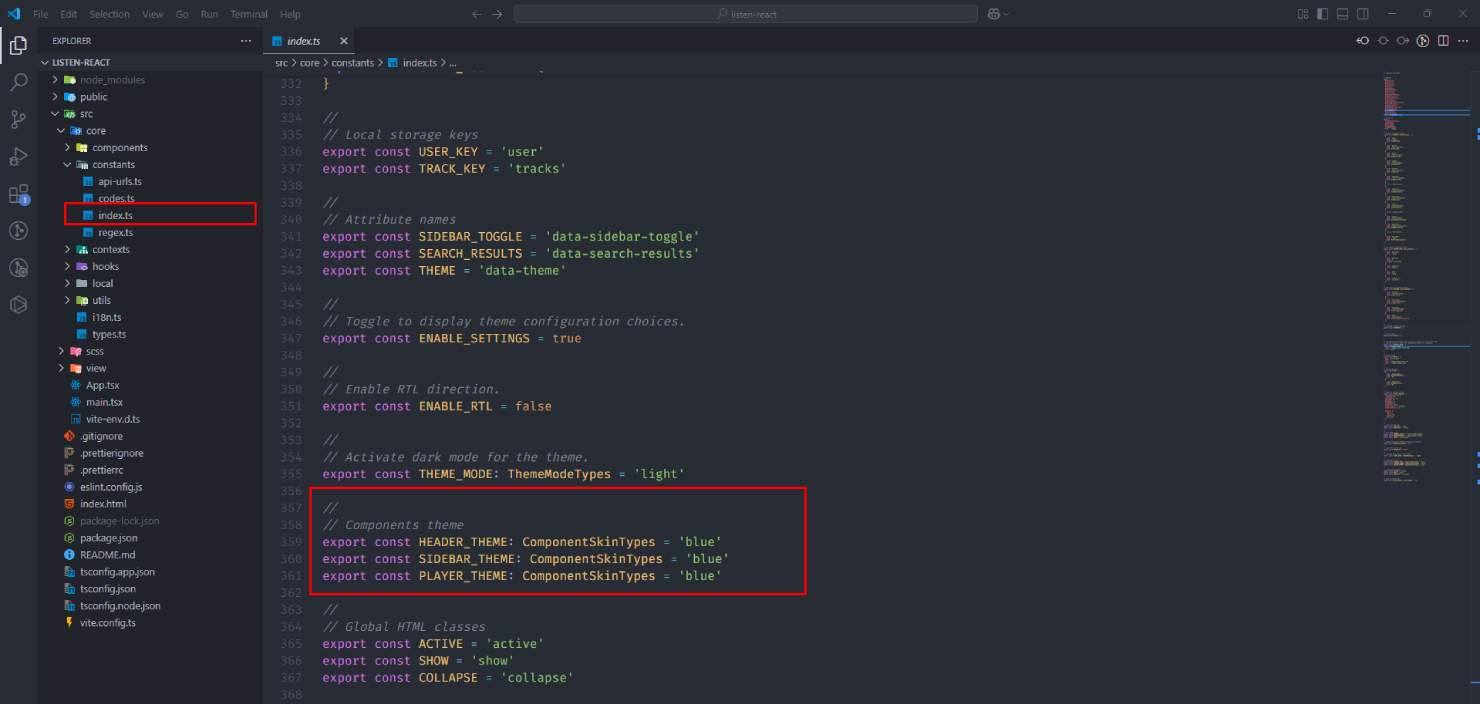 File Edit Selection View Go Run Terminal Help
listen-react
EXPLORER
index.ts
LISTEN-REACT
src > core > constants > index.ts > ...
node_modules
public
src
core
components
constants
api-urls.ts
codes.ts
index.ts
regex.ts
contexts
hooks
local
utils
i18n.ts
types.ts
scss
view
App.tsx
main.tsx
vite-env.d.ts
.gitignore
.prettierignore
.prettierrc
eslint.config.js
index.html
package-lock.json
package.json
README.md
tsconfig.app.json
tsconfig.json
tsconfig.node.json
vite.config.ts
1
332 }
333
334 //
335 // Local storage keys
336 export const USER_KEY = 'user'
337 export const TRACK_KEY = 'tracks'
338
339 //
340 // Attribute names
341 export const SIDEBAR_TOGGLE = 'data-sidebar-toggle'
342 export const SEARCH_RESULTS = 'data-search-results'
343 export const THEME = 'data-theme'
344
345 //
346 // Toggle to display theme configuration choices.
347 export const ENABLE_SETTINGS = true
348
349 //
350 // Enable RTL direction.
351 export const ENABLE_RTL = false
352
353 //
354 // Activate dark mode for the theme.
355 export const THEME_MODE: ThemeModeTypes = 'light'
356
357 //
358 // Components theme
359 export const HEADER_THEME: ComponentSkinTypes = 'blue'
360 export const SIDEBAR_THEME: ComponentSkinTypes = 'blue'
361 export const PLAYER_THEME: ComponentSkinTypes = 'blue'
362
363 //
364 // Global HTML classes
365 export const ACTIVE = 'active'
366 export const SHOW = 'show'
367 export const COLLAPSE = 'collapse'
368